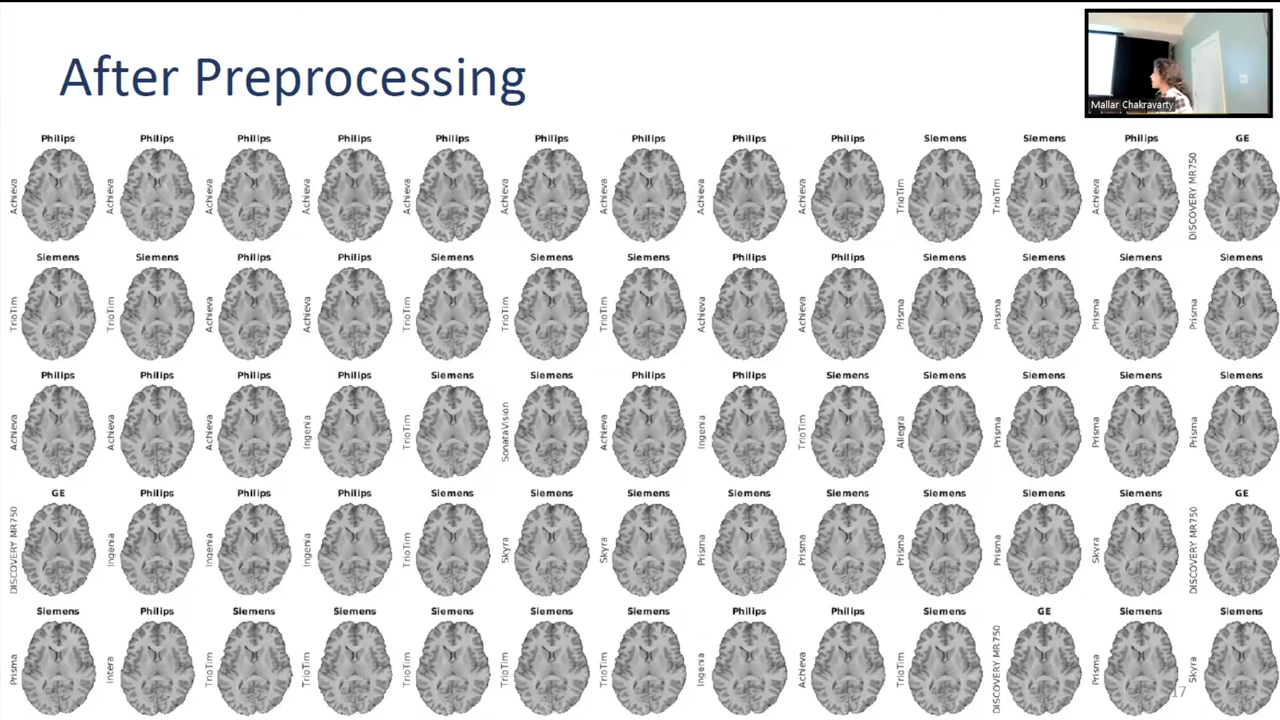 After Preprocessing
Mallar Chakravarty
Philips Philips Philips Philips Philips Philips Philips Philips Philips Siemens Siemens Philips GE
Achieva Achieva Achieva Achieva Achieva Achieva Achieva Achieva Achieva TrioTim TrioTim Achieva DISCOVERY MR750
Siemens Siemens Philips Philips Siemens Siemens Siemens Philips Philips Siemens Siemens Siemens Siemens
TrioTim TrioTim Achieva Achieva TrioTim TrioTim TrioTim Achieva Achieva Prisma Prisma Prisma Prisma
Philips Philips Philips Philips Siemens Siemens Philips Philips Siemens Siemens Siemens Siemens Siemens
Achieva Achieva Achieva Ingenia TrioTim SonataVision Achieva Ingenia TrioTim Allegra Prisma Prisma Prisma
GE Philips Philips Philips Siemens Siemens Siemens Siemens Siemens Siemens Siemens Siemens GE
DISCOVERY MR750 Ingenia Ingenia Ingenia TrioTim Skyra Skyra Prisma Prisma Prisma Prisma Skyra DISCOVERY MR750
Siemens Philips Siemens Siemens Siemens Siemens Siemens Philips Philips Siemens GE Siemens Siemens
Prisma Intera TrioTim TrioTim TrioTim TrioTim TrioTim Ingenia Achieva TrioTim DISCOVERY MR750 Prisma Skyra
17